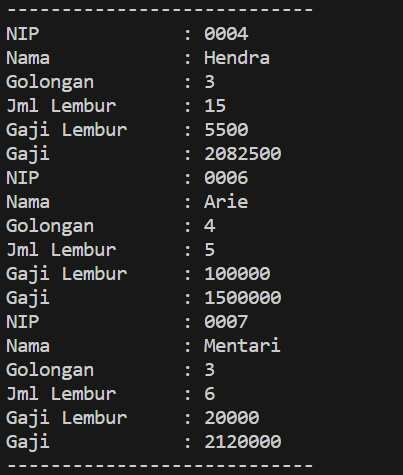 ----------------------------
NIP             : 0004
Nama            : Hendra
Golongan        : 3
Jml Lembur      : 15
Gaji Lembur     : 5500
Gaji            : 2082500
NIP             : 0006
Nama            : Arie
Golongan        : 4
Jml Lembur      : 5
Gaji Lembur     : 100000
Gaji            : 1500000
NIP             : 0007
Nama            : Mentari
Golongan        : 3
Jml Lembur      : 6
Gaji Lembur     : 20000
Gaji            : 2120000
----------------------------